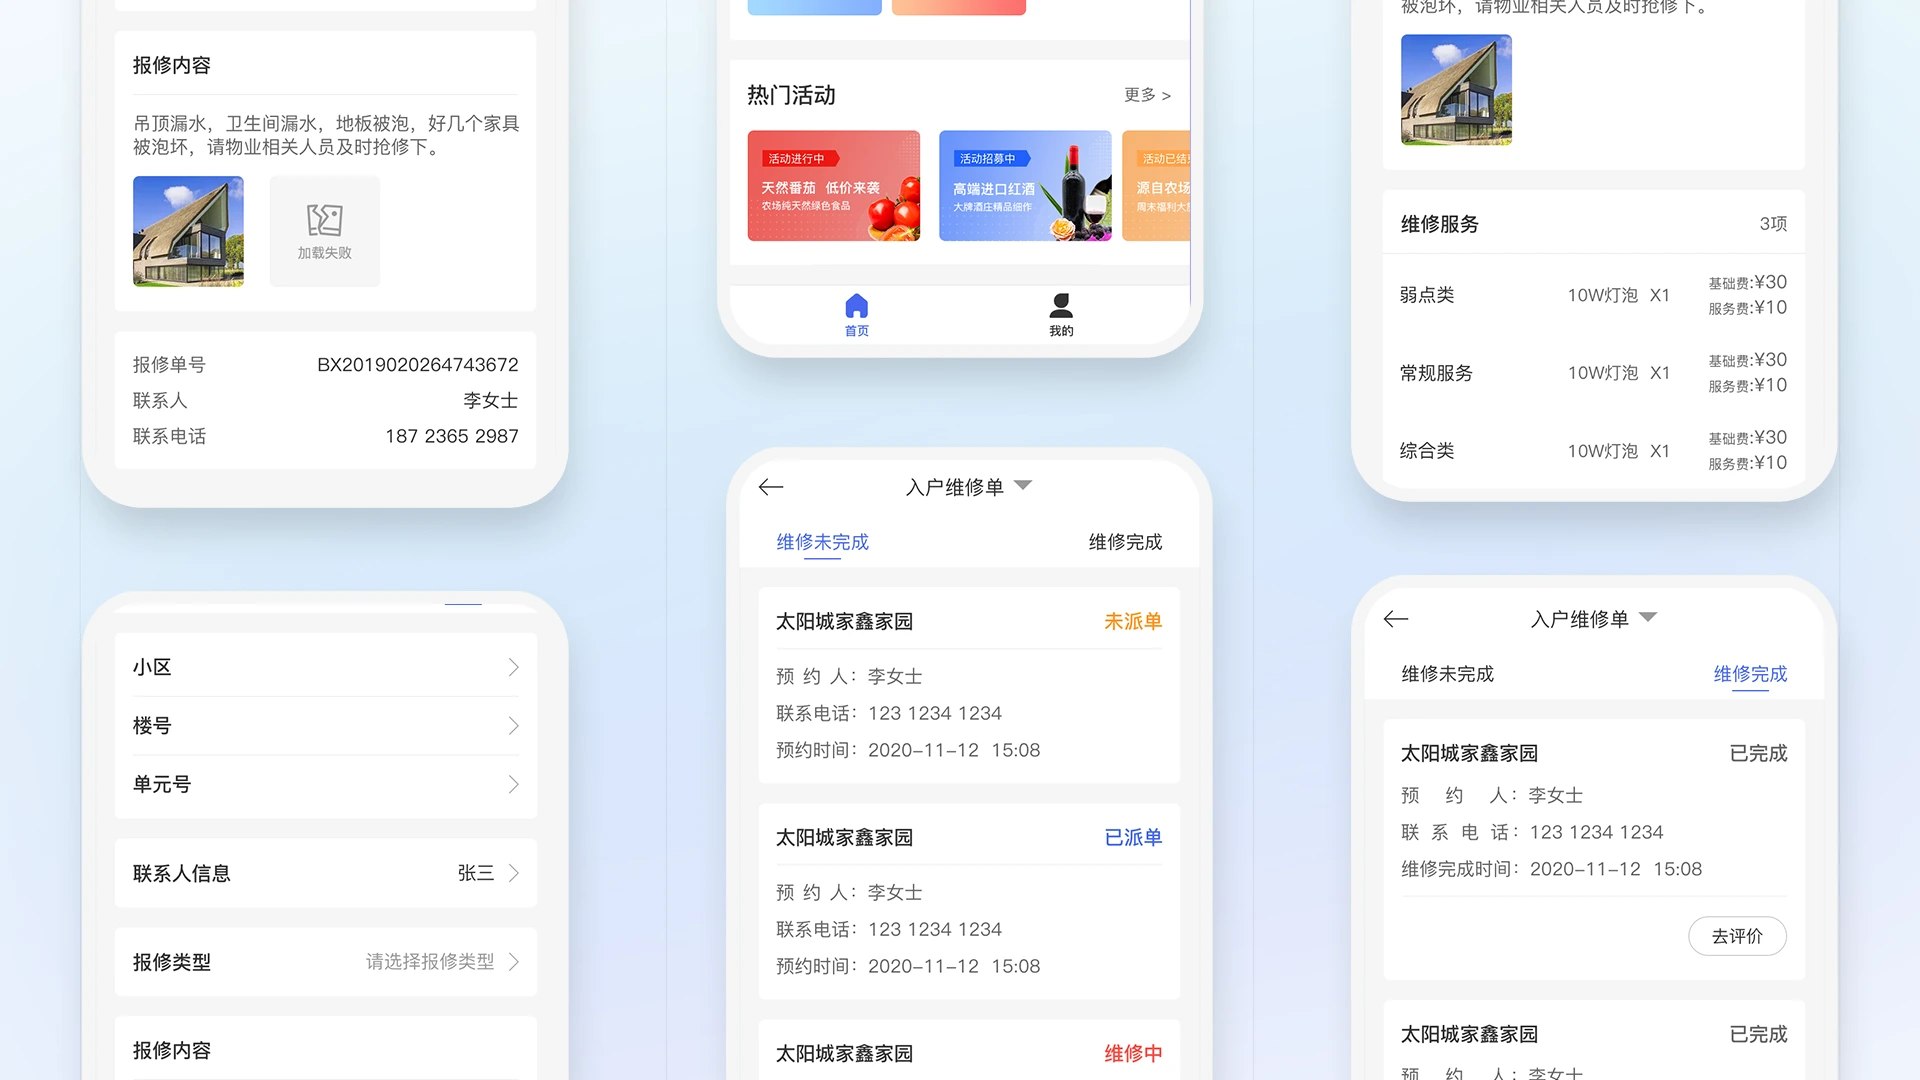 报修内容
吊顶漏水，卫生间漏水，地板被泡，好几个家具
被泡坏，请物业相关人员及时抢修下。
加载失败
报修单号 BX2019020264743672
联系人 李女士
联系电话 187 2365 2987
小区
楼号
单元号
联系人信息 张三
报修类型 请选择报修类型
报修内容
热门活动 更多 >
活动进行中
天然番茄 低价来袭
农场纯天然绿色食品
活动招募中
高端进口红酒
大牌酒庄精品细作
活动已结
源自农场
周末福利大
首页 我的
入户维修单
维修未完成 维修完成
太阳城家鑫家园 未派单
预 约 人：李女士
联系电话：123 1234 1234
预约时间：2020-11-12 15:08
太阳城家鑫家园 已派单
预 约 人：李女士
联系电话：123 1234 1234
预约时间：2020-11-12 15:08
太阳城家鑫家园 维修中
被泡坏，请物业相关人员及时抢修下。
维修服务 3项
弱点类 10W灯泡 X1 基础费:¥30
服务费:¥10
常规服务 10W灯泡 X1 基础费:¥30
服务费:¥10
综合类 10W灯泡 X1 基础费:¥30
服务费:¥10
入户维修单
维修未完成 维修完成
太阳城家鑫家园 已完成
预 约 人：李女士
联 系 电 话：123 1234 1234
维修完成时间：2020-11-12 15:08
去评价
太阳城家鑫家园 已完成
预 约 人：李女士